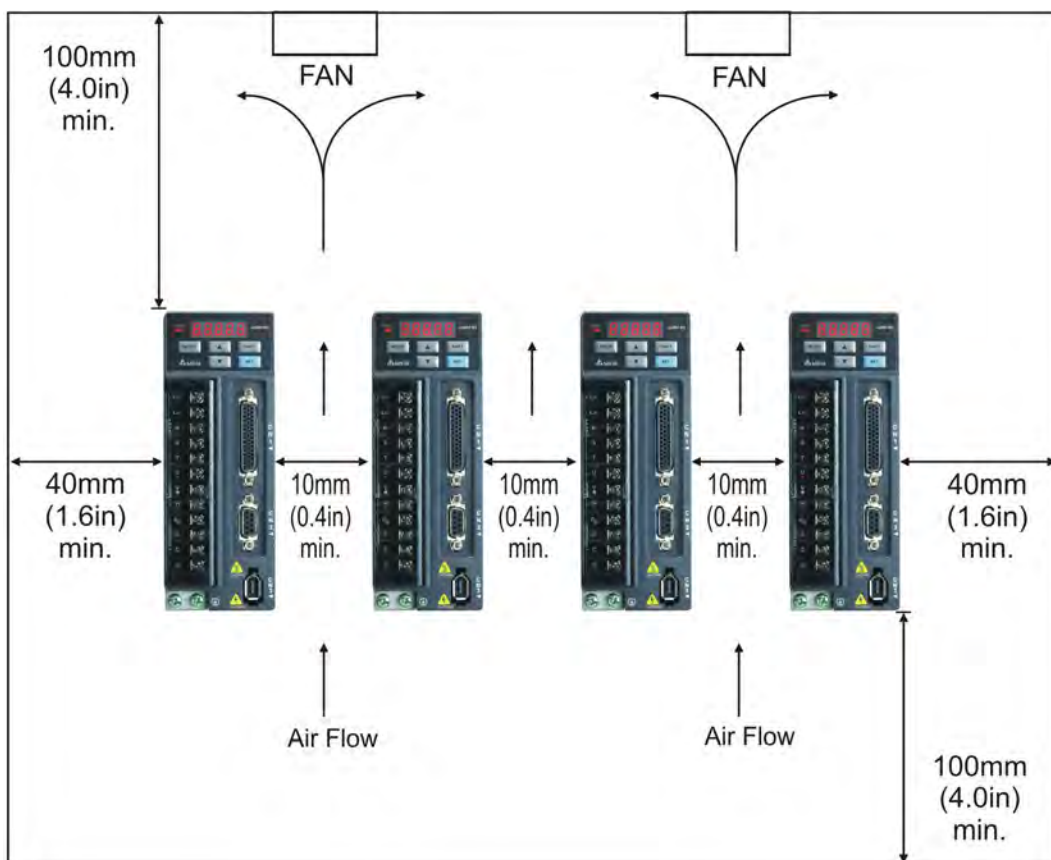 100mm
(4.0in)
min.
FAN
FAN
40mm
(1.6in)
min.
10mm
(0.4in)
min.
10mm
(0.4in)
min.
10mm
(0.4in)
min.
40mm
(1.6in)
min.
Air Flow
Air Flow
100mm
(4.0in)
min.